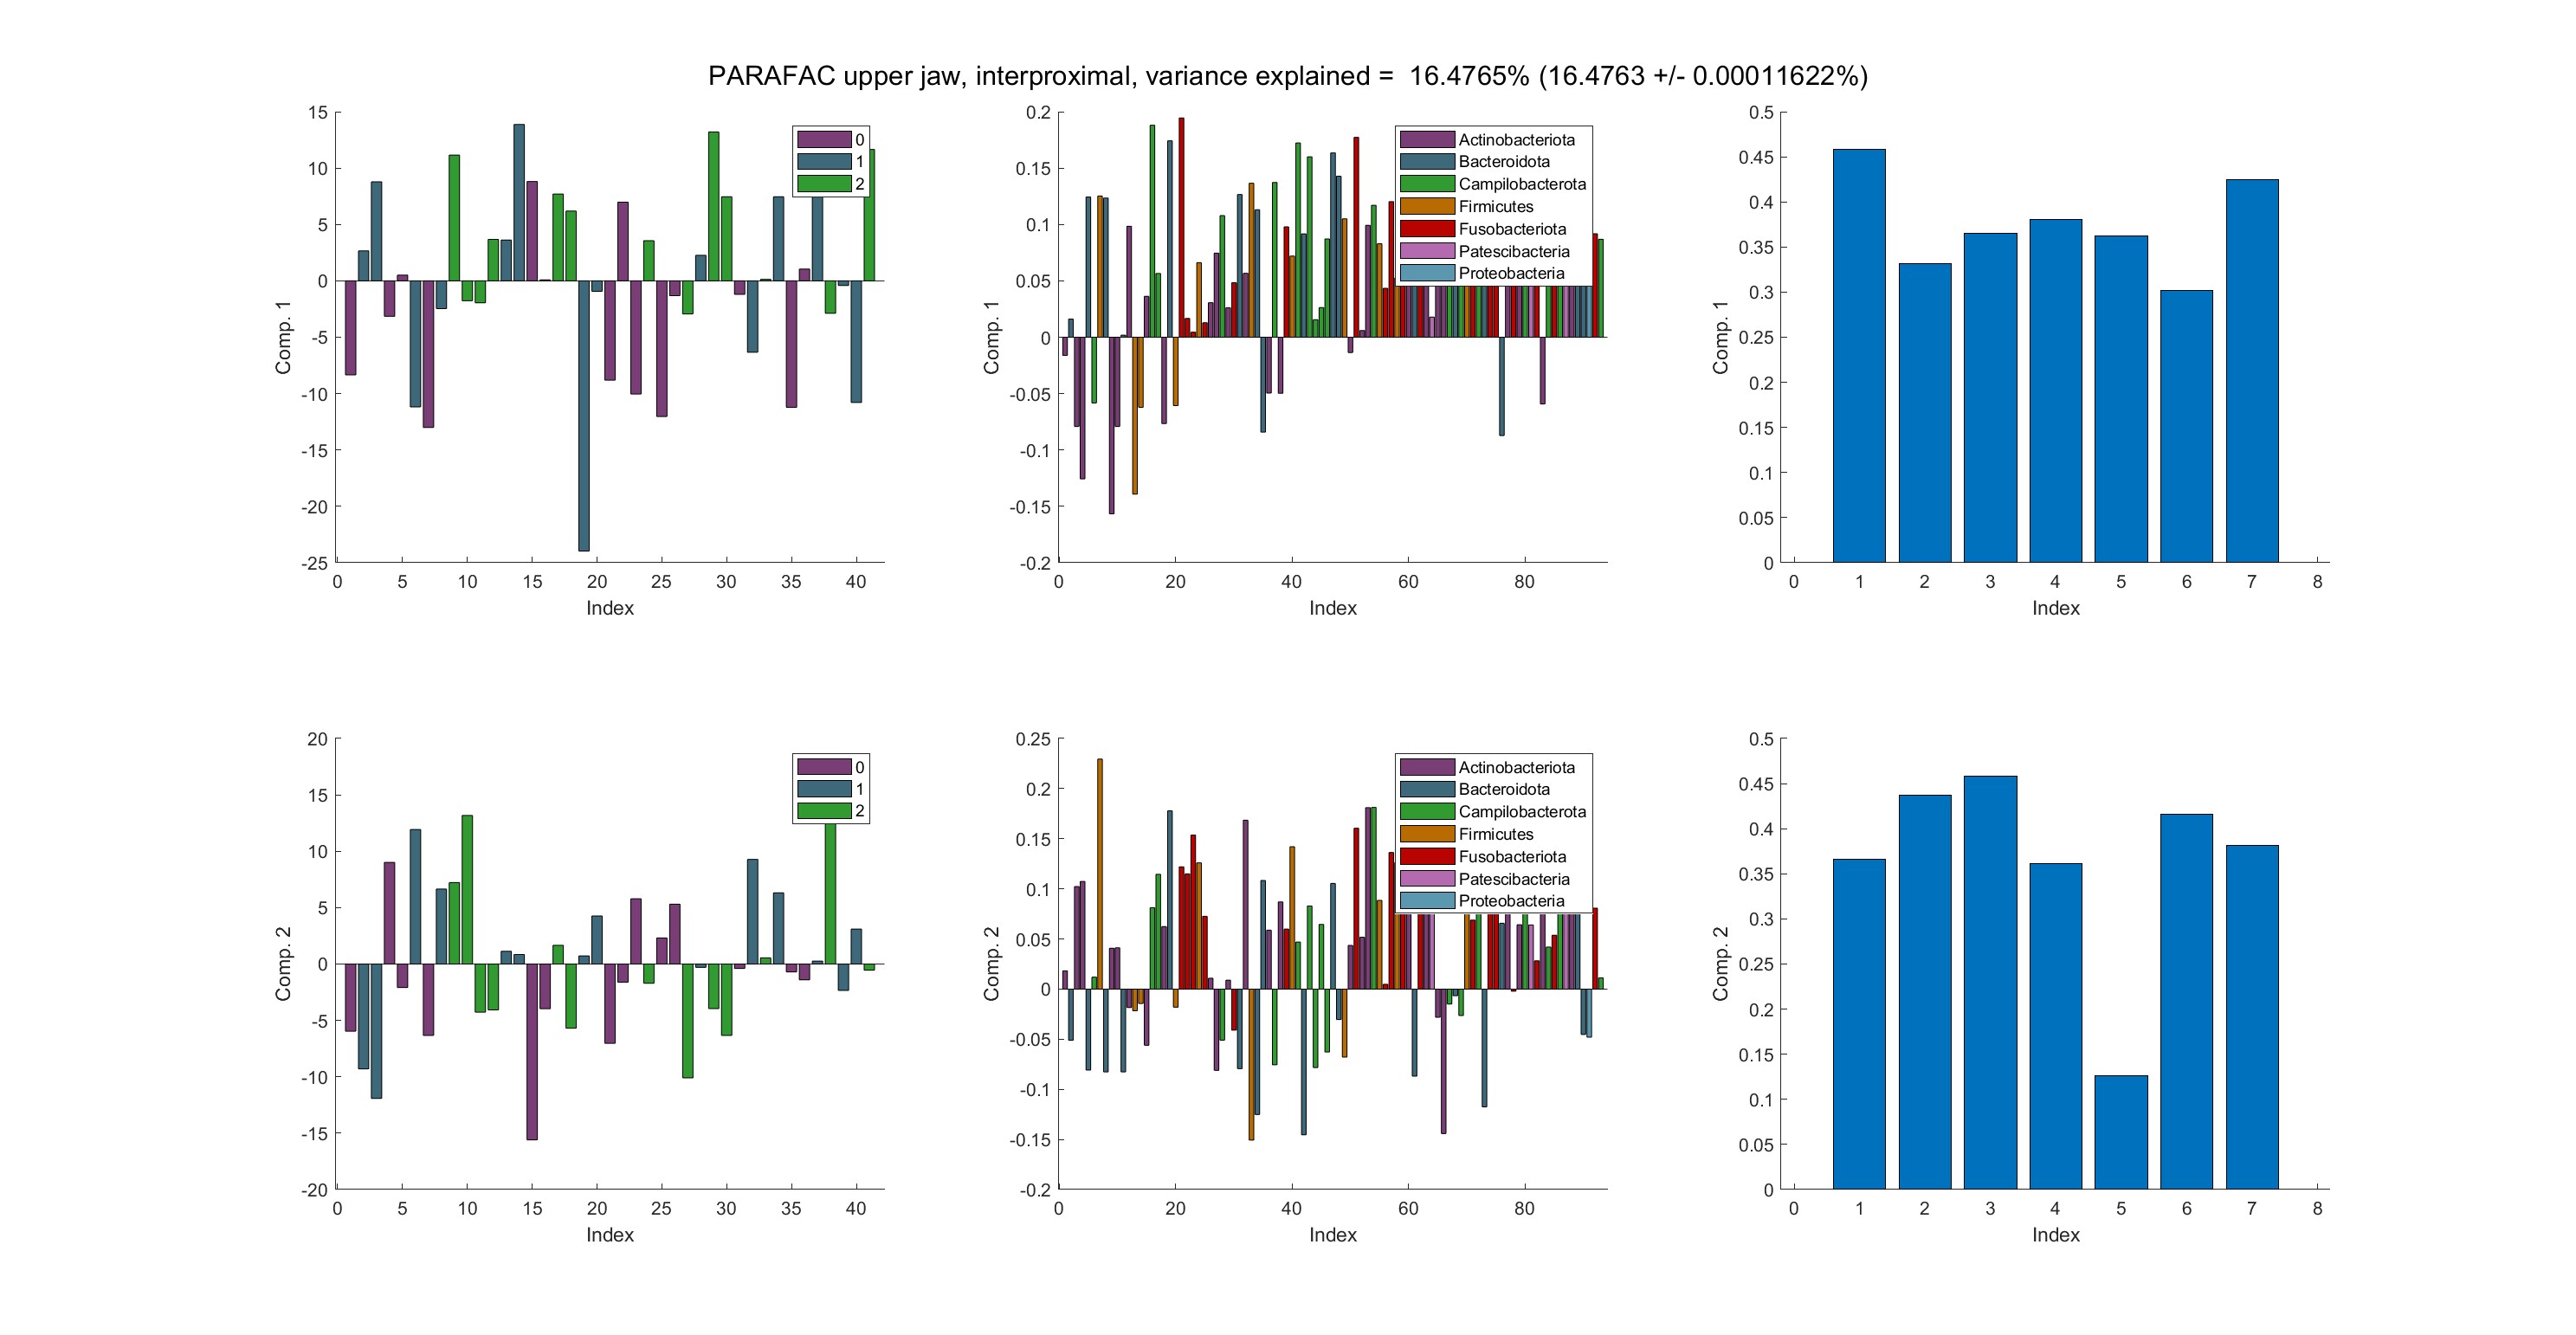 PARAFAC upper jaw, interproximal, variance explained = 16.4765% (16.4763 +/- 0.00011622%)
15
10
5
0
-5
-10
-15
-20
-25
Comp. 1
0 5 10 15 20 25 30 35 40
Index
0
1
2
0.2
0.15
0.1
0.05
0
-0.05
-0.1
-0.15
-0.2
Comp. 1
0 20 40 60 80
Index
Actinobacteriota
Bacteroidota
Campilobacterota
Firmicutes
Fusobacteriota
Patescibacteria
Proteobacteria
0.5
0.45
0.4
0.35
0.3
0.25
0.2
0.15
0.1
0.05
0
Comp. 1
0 1 2 3 4 5 6 7 8
Index
20
15
10
5
0
-5
-10
-15
-20
Comp. 2
0 5 10 15 20 25 30 35 40
Index
0
1
2
0.25
0.2
0.15
0.1
0.05
0
-0.05
-0.1
-0.15
-0.2
Comp. 2
0 20 40 60 80
Index
Actinobacteriota
Bacteroidota
Campilobacterota
Firmicutes
Fusobacteriota
Patescibacteria
Proteobacteria
0.5
0.45
0.4
0.35
0.3
0.25
0.2
0.15
0.1
0.05
0
Comp. 2
0 1 2 3 4 5 6 7 8
Index